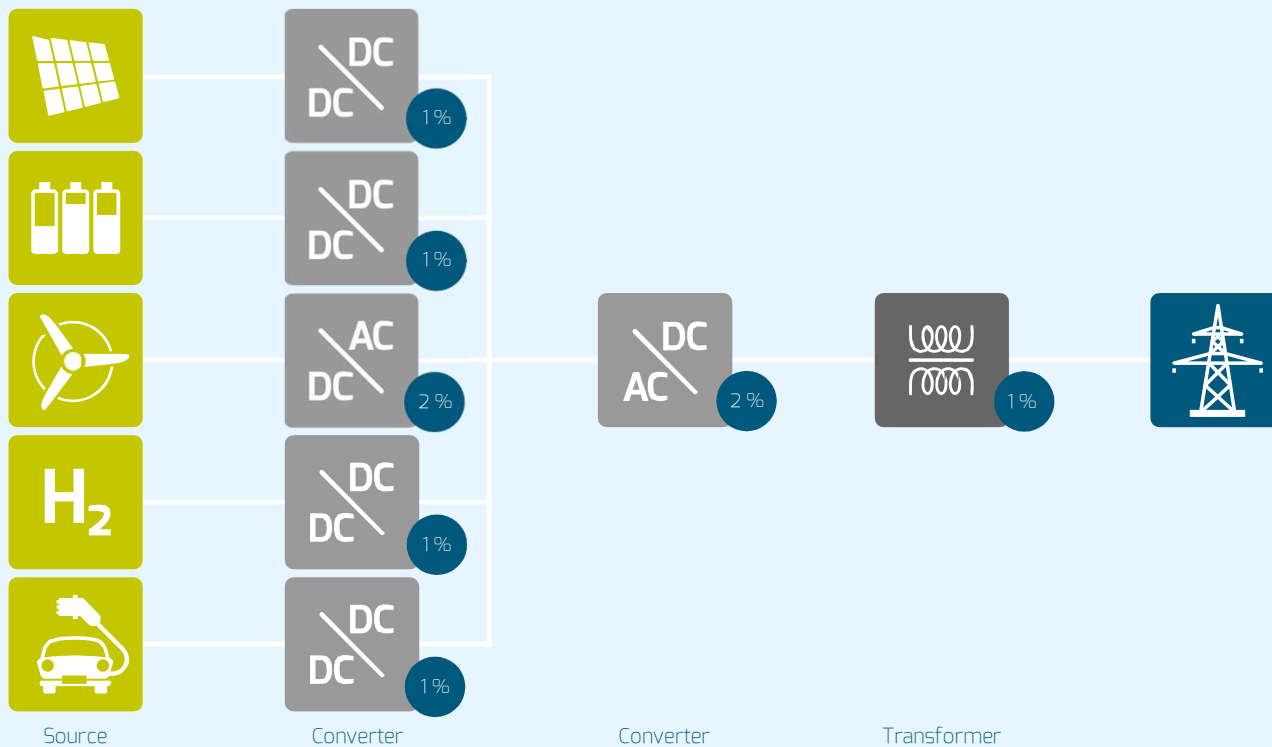 DC
DC
1%
DC
DC
1%
AC
DC
2%
DC
AC
2%
1%
H2
DC
DC
1%
DC
DC
1%
Source
Converter
Converter
Transformer